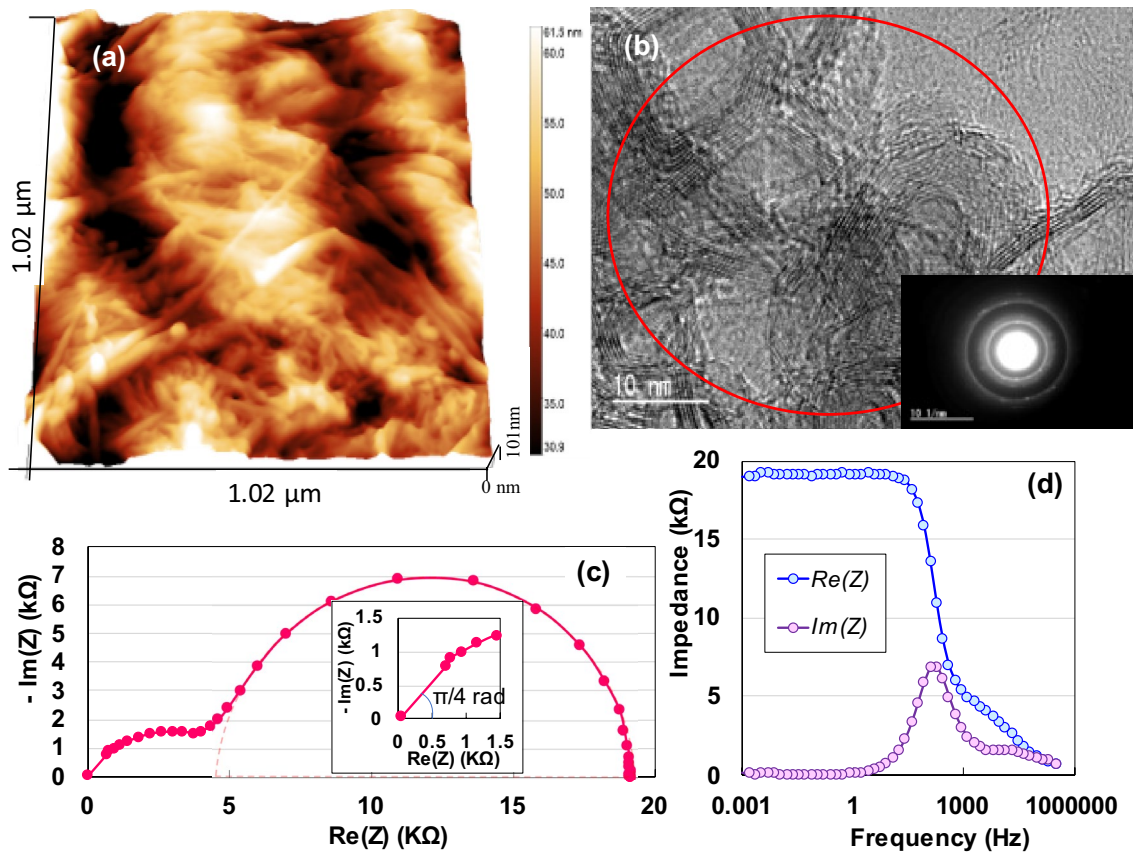 (a)
1.02 µm
1.02 µm
101nm
0 nm
61.5 nm
60.0
50.0
45.0
40.0
35.0
30.9
(b)
10 nm
10 1/nm
(c)
- Im(Z) (kΩ)
8
7
6
5
4
3
2
1
0
0
5
10
15
20
Re(Z) (KΩ)
- Im(Z) (kΩ)
1.5
1
0.5
0
π/4 rad
0
0.5
1
1.5
Re(Z) (KΩ)
(d)
Impedance (kΩ)
20
15
10
5
0
Re(Z)
Im(Z)
0.001
1
1000
1000000
Frequency (Hz)